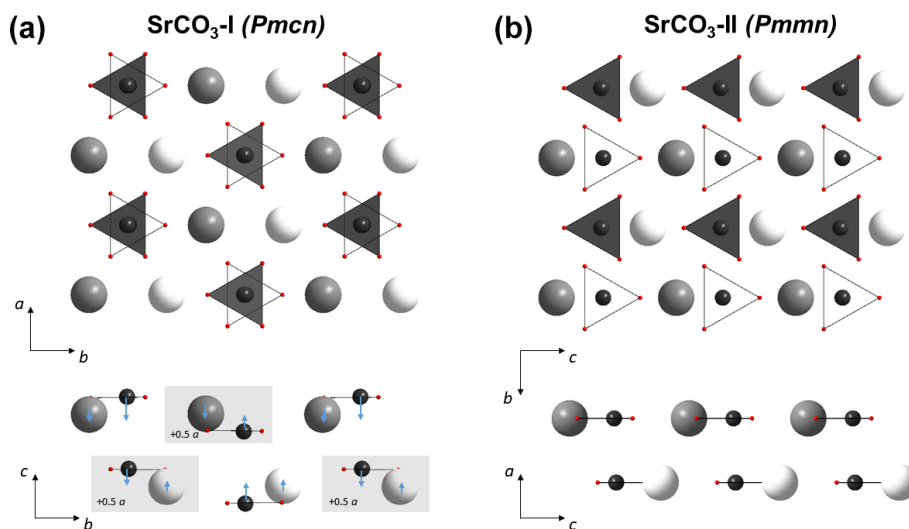 (a) SrCO₃-I (Pmcn)
a
b
+0.5 a
+0.5 a
+0.5 a
c
b
(b) SrCO₃-II (Pmmn)
c
b
a
c